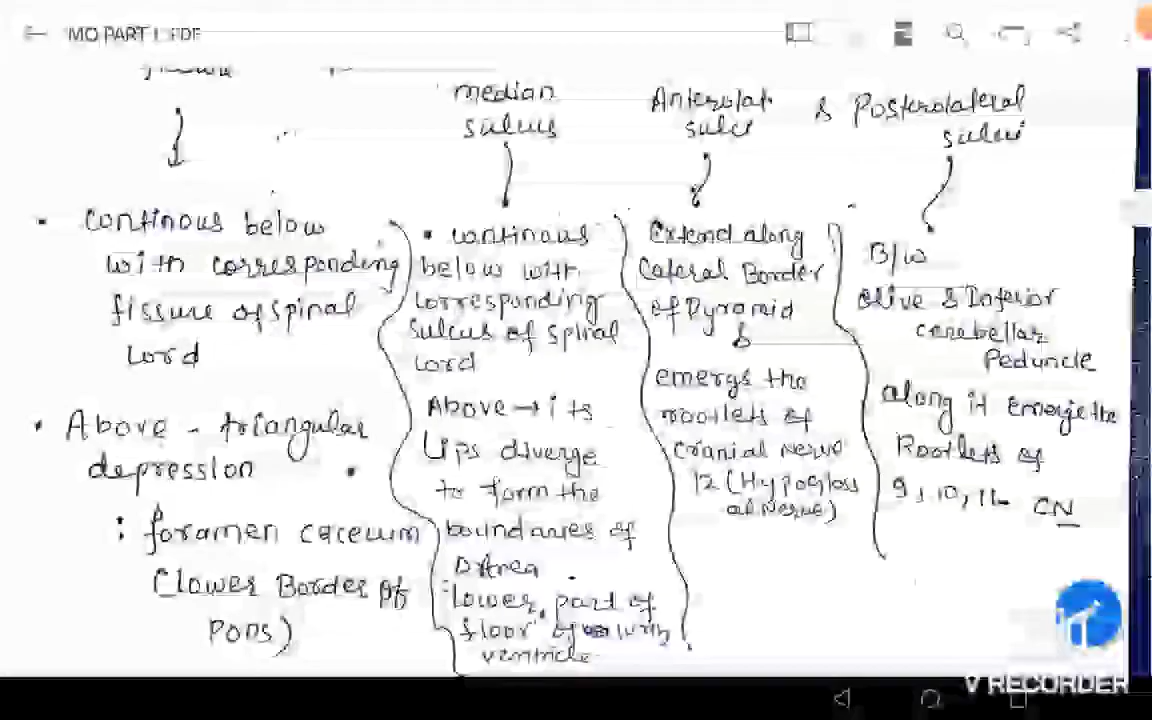 MO PART 1.PDF
median
sulcus
Anterolat
sulci
& Posterolateral
sulci
• continous below
with corresponding
fissure of spinal
cord
• Above - triangular
depression
: foramen caecum
(lower Border of
pons)
• continous
below with
corresponding
sulcus of spinal
cord
Above → its
Lips diverge
to form the
boundaries of
Area
lower part of
floor of
ventricle
Extend along
Lateral Border
of Pyramid
&
emergs the
rootlets of
cranial nerve
12 (Hypogloss
al Nerve)
B/w
olive & Inferior
cerebellar
Peduncle
along it emerge the
Rootlets of
9, 10, 11 CN
V RECORDER